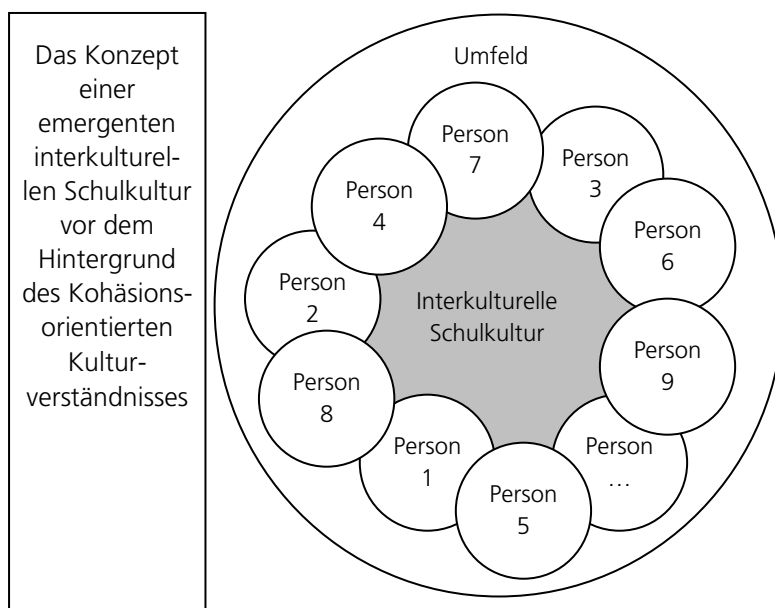 Das Konzept
einer
emergenten
interkulturel-
len Schulkultur
vor dem
Hintergrund
des Kohäsions-
orientierten
Kultur-
verständnisses
Umfeld
Person
7
Person
3
Person
4
Person
6
Person
2
Interkulturelle
Schulkultur
Person
9
Person
8
Person
1
Person
...
Person
5